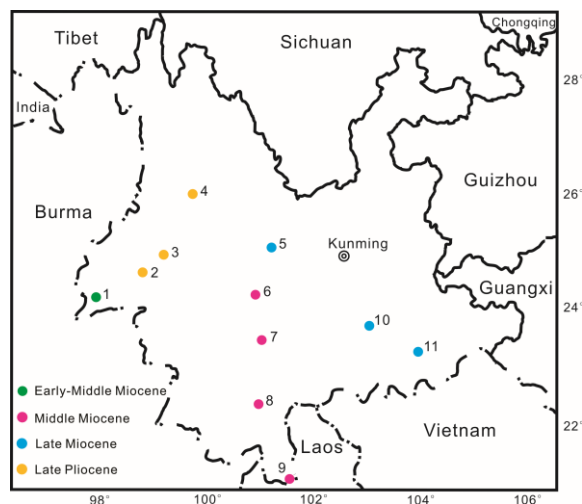 Chongqing
Tibet
Sichuan
28°
India
Guizhou
4
26°
Burma
5
Kunming
3
2
Guangxi
1
6
24°
10
7
11
Early-Middle Miocene
8
Middle Miocene
22°
Late Miocene
Laos
Vietnam
Late Pliocene
9
98° 100° 102° 104° 106°